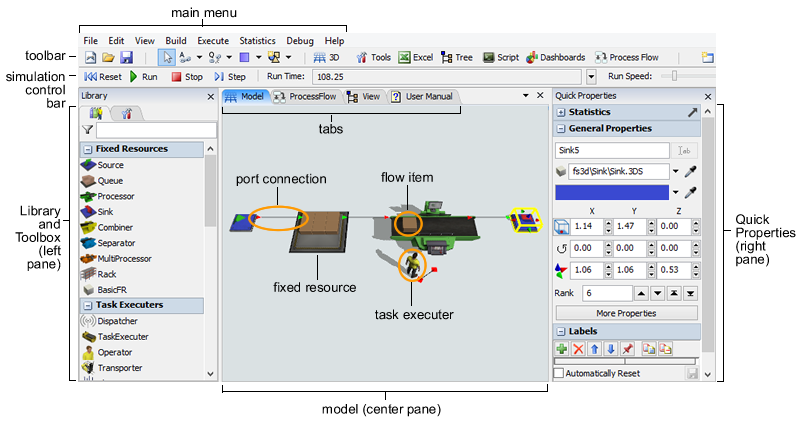 main menu
File Edit View Build Execute Statistics Debug Help
toolbar
3D Tools Excel Tree Script Dashboards Process Flow
simulation control bar
Reset Run Stop Step Run Time: 108.25 Run Speed:
Library
Model ProcessFlow View User Manual
Quick Properties
tabs
Fixed Resources
Source
Queue
Processor
Sink
Combiner
Separator
MultiProcessor
Rack
BasicFR
Task Executers
Dispatcher
TaskExecuter
Operator
Transporter
Library and Toolbox (left pane)
port connection
flow item
fixed resource
task executer
model (center pane)
Statistics
General Properties
Sink5
fs3d\Sink\Sink.3DS
X Y Z
1.14 1.47 0.00
0.00 0.00 0.00
1.06 1.06 0.53
Rank 6
More Properties
Labels
Automatically Reset
Quick Properties (right pane)